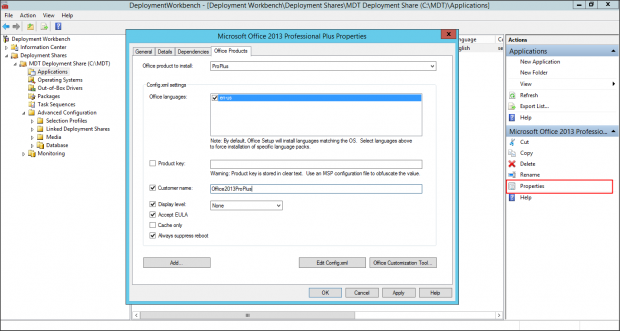 DeploymentWorkbench - [Deployment Workbench\Deployment Shares\MDT Deployment Share (C:\MDT)\Applications]
File Action View Help
Deployment Workbench
Information Center
Deployment Shares
MDT Deployment Share (C:\MDT)
Applications
Operating Systems
Out-of-Box Drivers
Packages
Task Sequences
Advanced Configuration
Selection Profiles
Linked Deployment Shares
Media
Database
Monitoring
Microsoft Office 2013 Professional Plus Properties
General Details Dependencies Office Products
Office product to install: ProPlus
Config.xml settings
Office languages: en-us
Note: By default, Office Setup will install languages matching the OS. Select languages above
to force installation of specific language packs.
Product key:
Warning: Product key is stored in clear text. Use an MSP configuration file to obfuscate the value.
Customer name: Office2013ProPlus
Display level None
Accept EULA
Cache only
Always suppress reboot
Add... Edit Config.xml Office Customization Tool...
OK Cancel Apply Help
Language Ca
glish se
Actions
Applications
New Application
New Folder
View
Refresh
Export List...
Help
Microsoft Office 2013 Professio...
Cut
Copy
Delete
Rename
Properties
Help